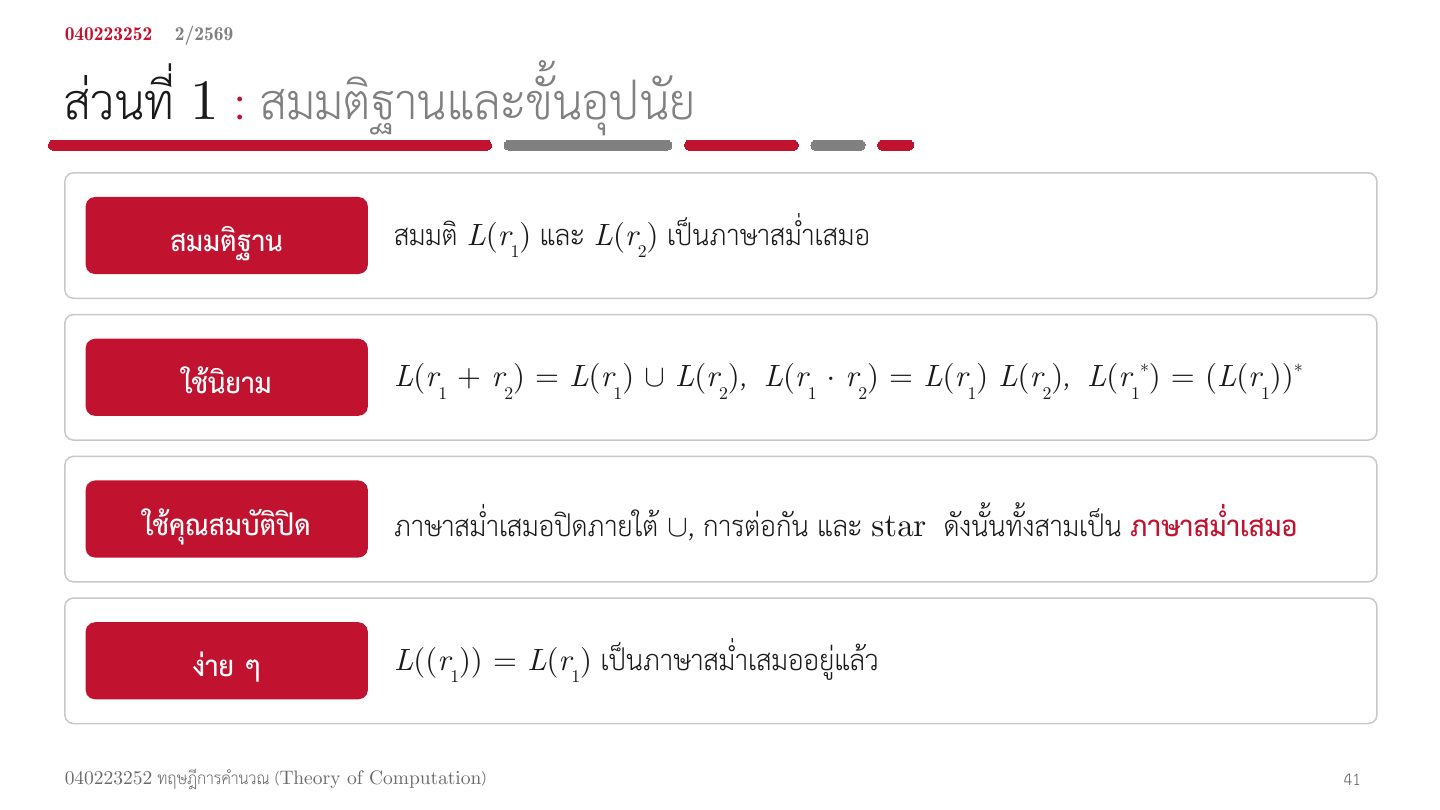 040223252 2/2569
ส่วนที่ 1 : สมมติฐานและขั้นอุปนัย
สมมติฐาน
สมมติ L(r₁) และ L(r₂) เป็นภาษาสม่ำเสมอ
ใช้นิยาม
L(r₁ + r₂) = L(r₁) ∪ L(r₂), L(r₁ · r₂) = L(r₁) L(r₂), L(r₁*) = (L(r₁))*
ใช้คุณสมบัติปิด
ภาษาสม่ำเสมอปิดภายใต้ ∪, การต่อกัน และ star ดังนั้นทั้งสามเป็น ภาษาสม่ำเสมอ
ง่าย ๆ
L((r₁)) = L(r₁) เป็นภาษาสม่ำเสมออยู่แล้ว
040223252 ทฤษฎีการคำนวณ (Theory of Computation)
41